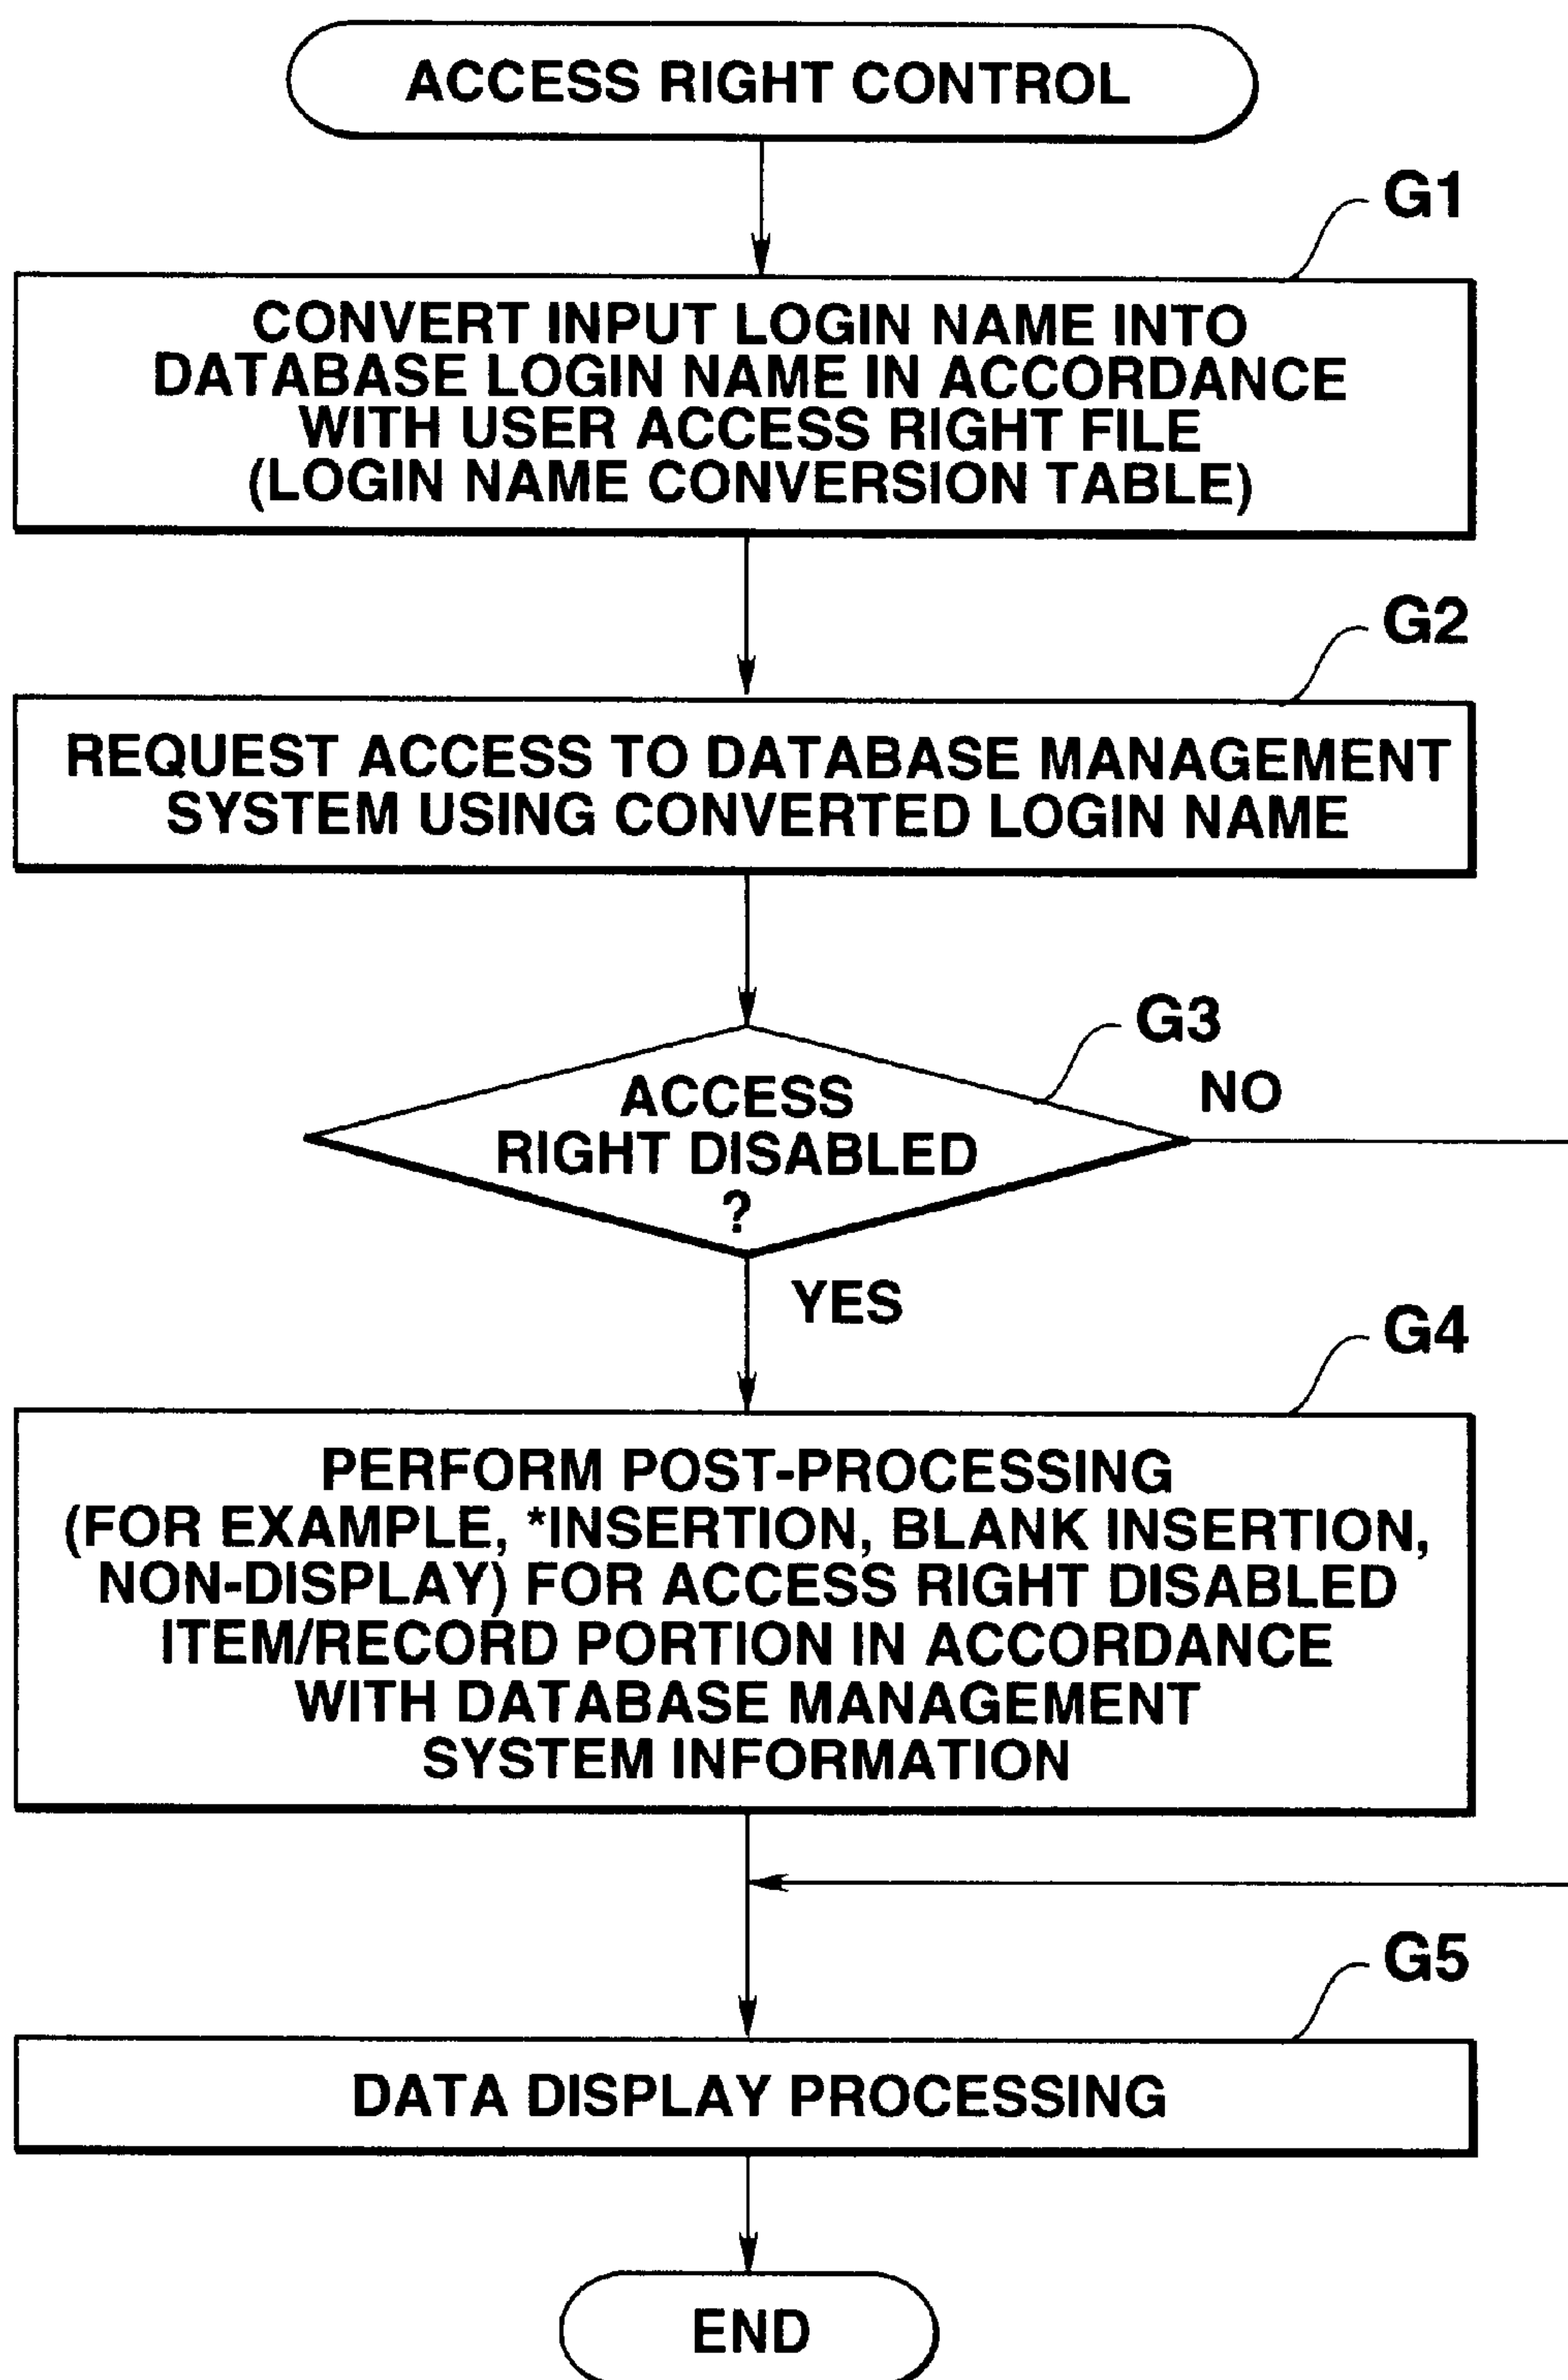 ACCESS RIGHT CONTROL
G1
CONVERT INPUT LOGIN NAME INTO
DATABASE LOGIN NAME IN ACCORDANCE
WITH USER ACCESS RIGHT FILE
(LOGIN NAME CONVERSION TABLE)
G2
REQUEST ACCESS TO DATABASE MANAGEMENT
SYSTEM USING CONVERTED LOGIN NAME
G3
NO
ACCESS
RIGHT DISABLED
?
YES
G4
PERFORM POST-PROCESSING
(FOR EXAMPLE, *INSERTION, BLANK INSERTION,
NON-DISPLAY) FOR ACCESS RIGHT DISABLED
ITEM/RECORD PORTION IN ACCORDANCE
WITH DATABASE MANAGEMENT
SYSTEM INFORMATION
G5
DATA DISPLAY PROCESSING
END